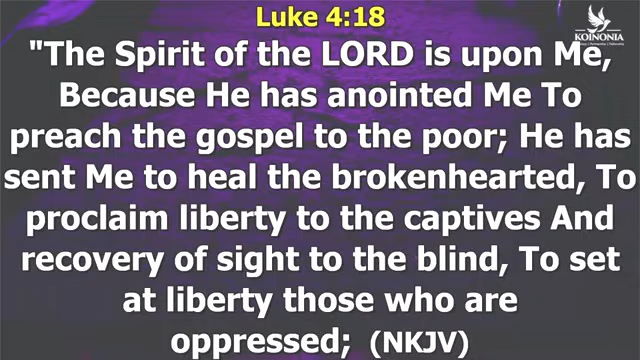 Luke 4:18
KOINONIA
"The Spirit of the LORD is upon Me,
Because He has anointed Me To
preach the gospel to the poor; He has
sent Me to heal the brokenhearted, To
proclaim liberty to the captives And
recovery of sight to the blind, To set
at liberty those who are
oppressed; (NKJV)